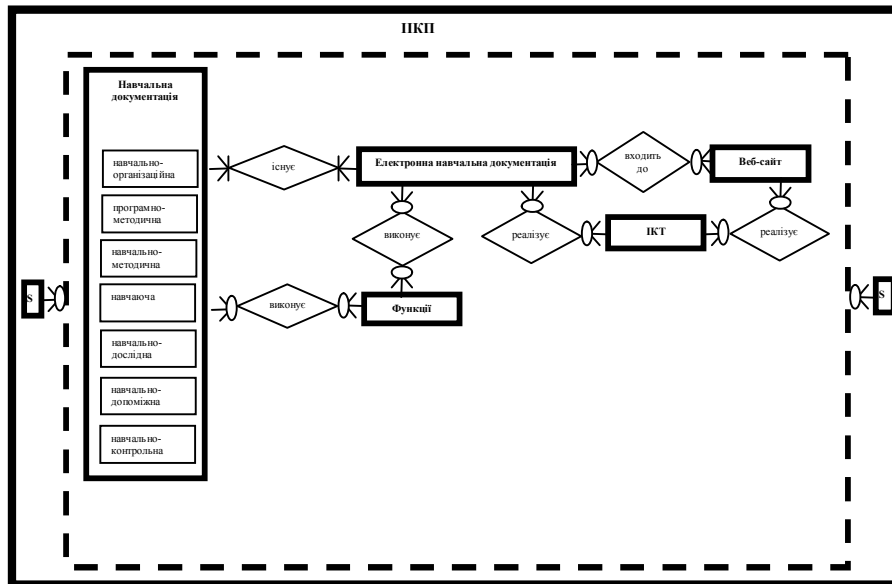 ПКП
Навчальна
документація
навчально-
організаційна
програмно-
методична
навчально-
методична
навчаюча
навчально-
дослідна
навчально-
допоміжна
навчально-
контрольна
існує
Електронна навчальна документація
входить
до
Веб-сайт
виконує
реалізує
ІКТ
реалізує
виконує
Функції
S
S